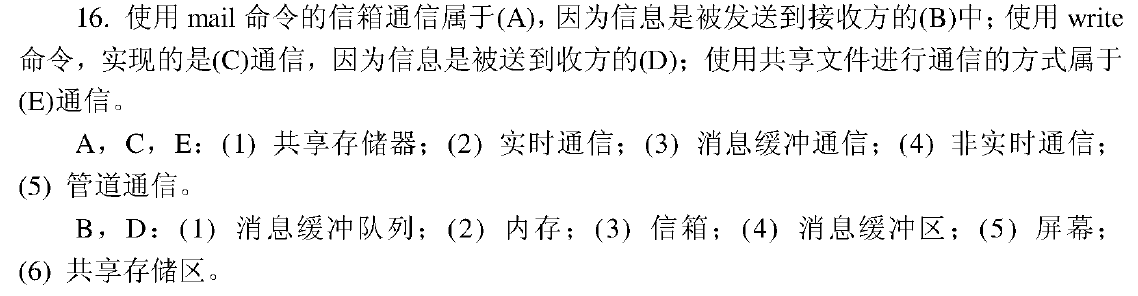 16. 使用 mail 命令的信箱通信属于(A)，因为信息是被发送到接收方的(B)中；使用 write
命令，实现的是(C)通信，因为信息是被送到收方的(D)；使用共享文件进行通信的方式属于
(E)通信。
A，C，E：(1) 共享存储器；(2) 实时通信；(3) 消息缓冲通信；(4) 非实时通信；
(5) 管道通信。
B，D：(1) 消息缓冲队列；(2) 内存；(3) 信箱；(4) 消息缓冲区；(5) 屏幕；
(6) 共享存储区。